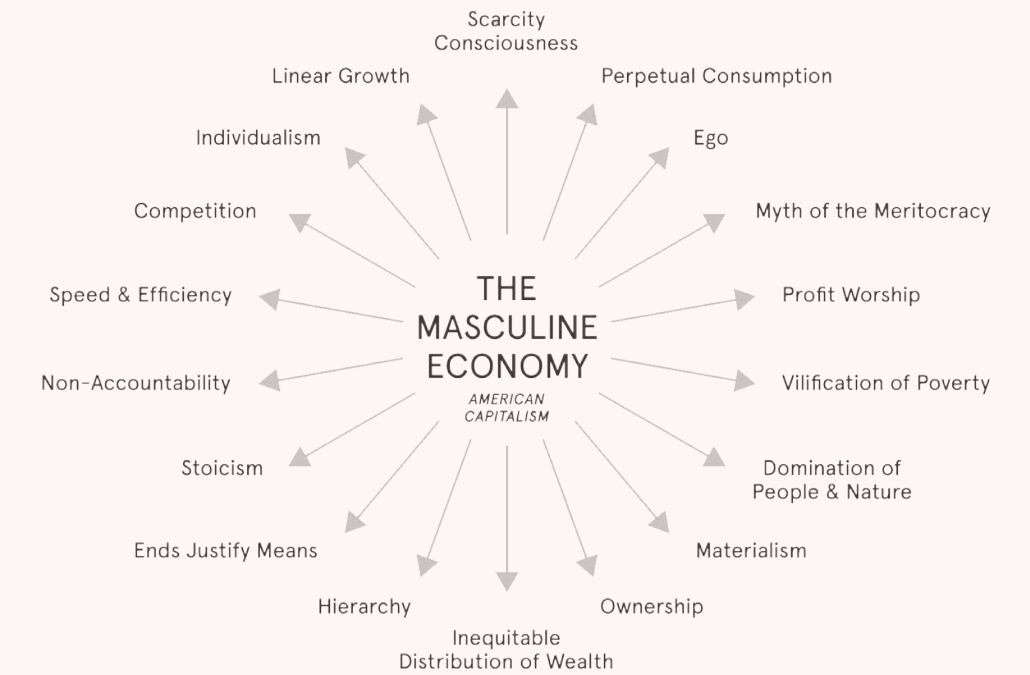 Scarcity
Consciousness
Linear Growth
Perpetual Consumption
Individualism
Ego
Competition
Myth of the Meritocracy
Speed & Efficiency
Profit Worship
THE
MASCULINE
ECONOMY
AMERICAN
CAPITALISM
Non-Accountability
Vilification of Poverty
Stoicism
Domination of
People & Nature
Ends Justify Means
Materialism
Hierarchy
Ownership
Inequitable
Distribution of Wealth